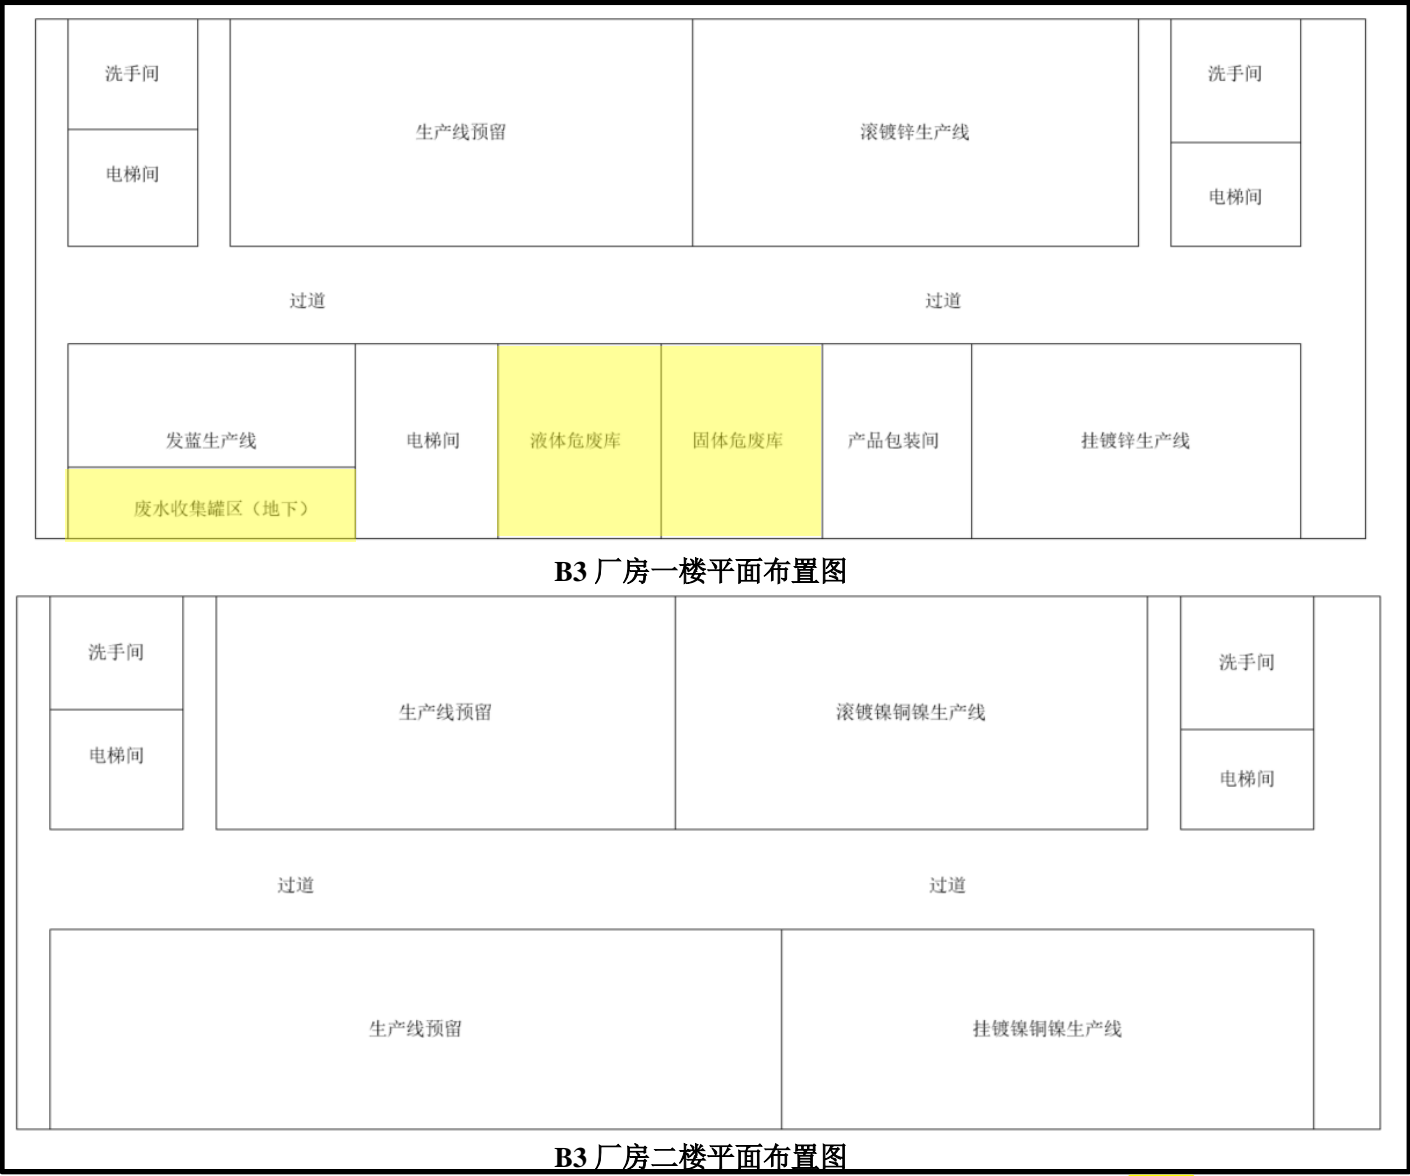 洗手间
洗手间
生产线预留
滚镀锌生产线
电梯间
电梯间
过道
过道
发蓝生产线
电梯间
液体危废库
固体危废库
产品包装间
挂镀锌生产线
废水收集罐区（地下）
B3 厂房一楼平面布置图
洗手间
洗手间
生产线预留
滚镀镍铜镍生产线
电梯间
电梯间
过道
过道
生产线预留
挂镀镍铜镍生产线
B3 厂房二楼平面布置图